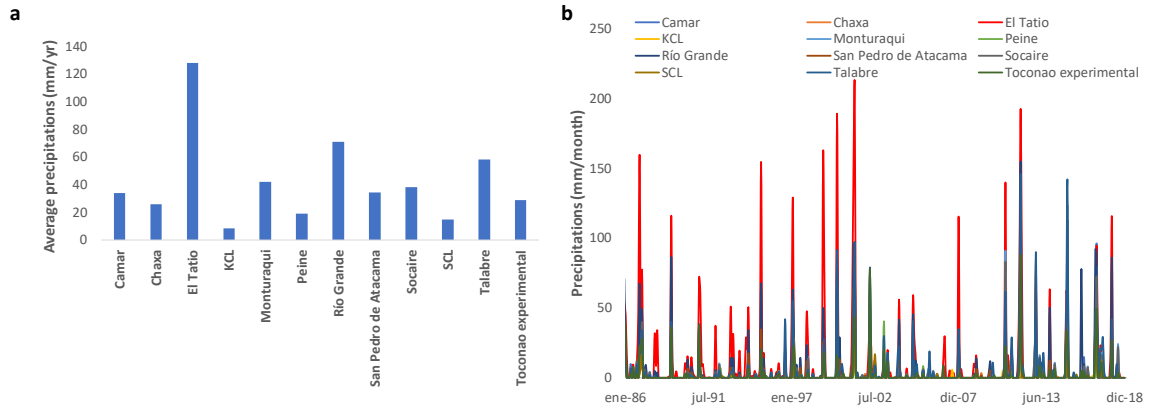 a
Average precipitations (mm/yr)
140
120
100
80
60
40
20
0
Camar
Chaxa
El Tatio
KCL
Monturaqui
Peine
Río Grande
San Pedro de Atacama
Socaire
SCL
Talabre
Toconao experimental
b
Precipitations (mm/month)
250
200
150
100
50
0
Camar Chaxa El Tatio
KCL Monturaqui Peine
Río Grande San Pedro de Atacama Socaire
SCL Talabre Toconao experimental
ene-86 jul-91 ene-97 jul-02 dic-07 jun-13 dic-18